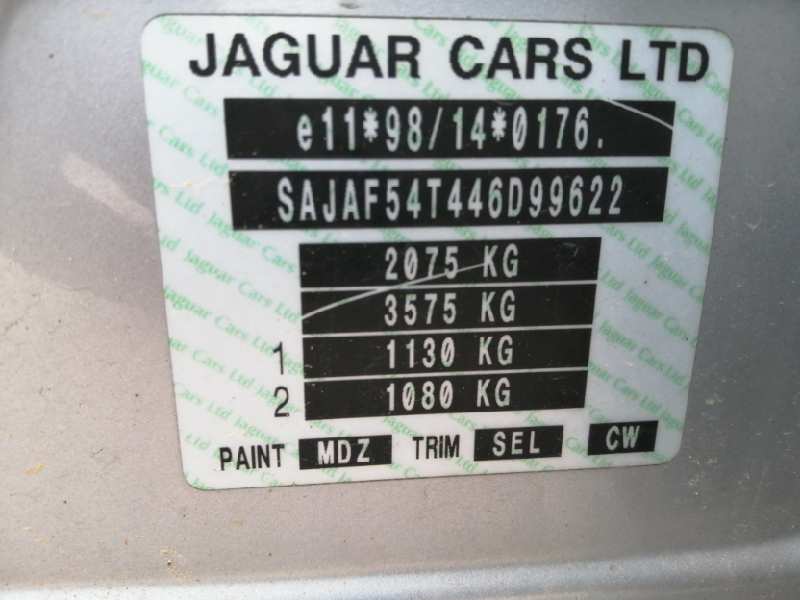 JAGUAR CARS LTD
e11*98/14*0176.
SAJAF54T446D99622
2075 KG
3575 KG
1 1130 KG
2 1080 KG
PAINT MDZ TRIM SEL CW